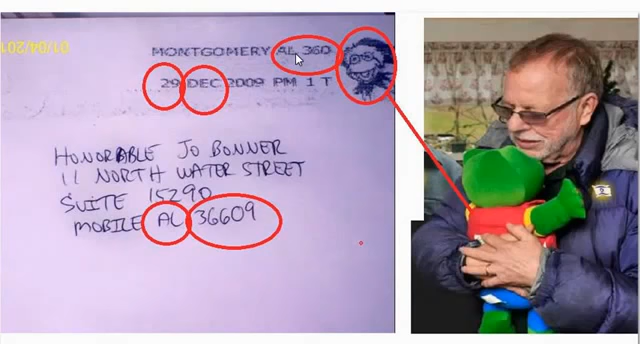 MONTGOMERY AL 360
29 DEC 2009 PM 1 T
HONORABLE JO BONNER
11 NORTH WATER STREET
SUITE 15290
MOBILE AL 36609